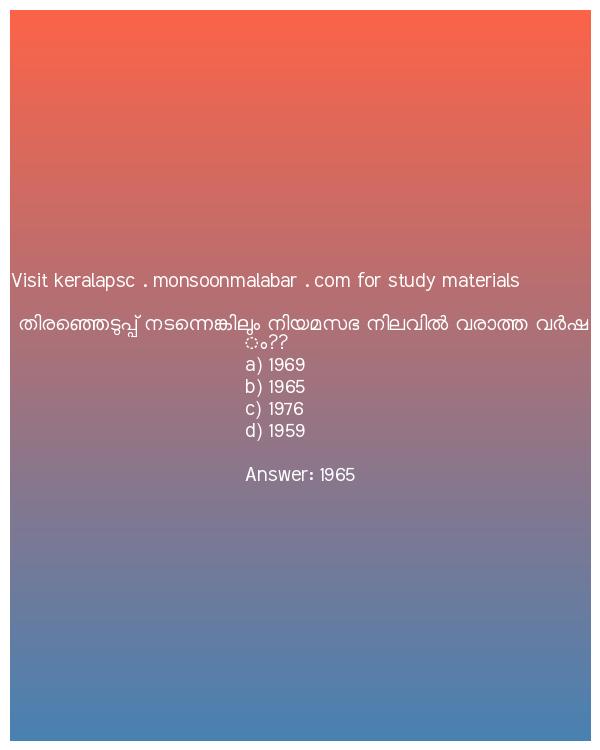 Visit keralapsc . monsoonmalabar . com for study materials
തിരഞ്ഞെടുപ്പ് നടന്നെങ്കിലും നിയമസഭ നിലവിൽ വരാത്ത വർഷ
ം??
a) 1969
b) 1965
c) 1976
d) 1959
Answer: 1965